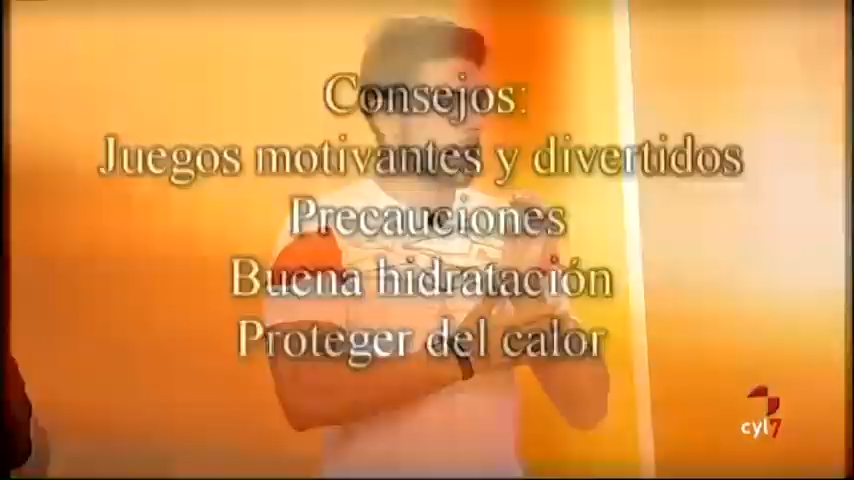 Consejos:
Juegos motivantes y divertidos
Precauciones
Buena hidratación
Proteger del calor
cyl7